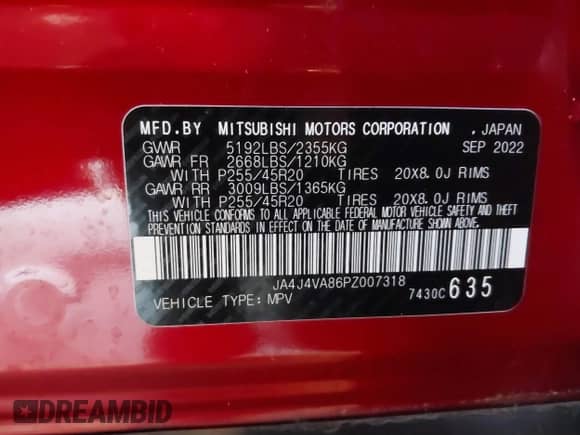 MFD.BY MITSUBISHI MOTORS CORPORATION , JAPAN
GVWR 5192LBS/2355KG SEP 2022
GAWR FR 2668LBS/1210KG
WITH P255/45R20 TIRES 20X8.0J RIMS
GAWR RR 3009LBS/1365KG
WITH P255/45R20 TIRES 20X8.0J RIMS
THIS VEHICLE CONFORMS TO ALL APPLICABLE FEDERAL MOTOR VEHICLE SAFETY AND THEFT
PREVENTION STANDARDS IN EFFECT ON THE DATE OF MANUFACTURE SHOWN ABOVE.
JA4J4VA86PZ007318
VEHICLE TYPE: MPV 7430C 635
DREAMBID